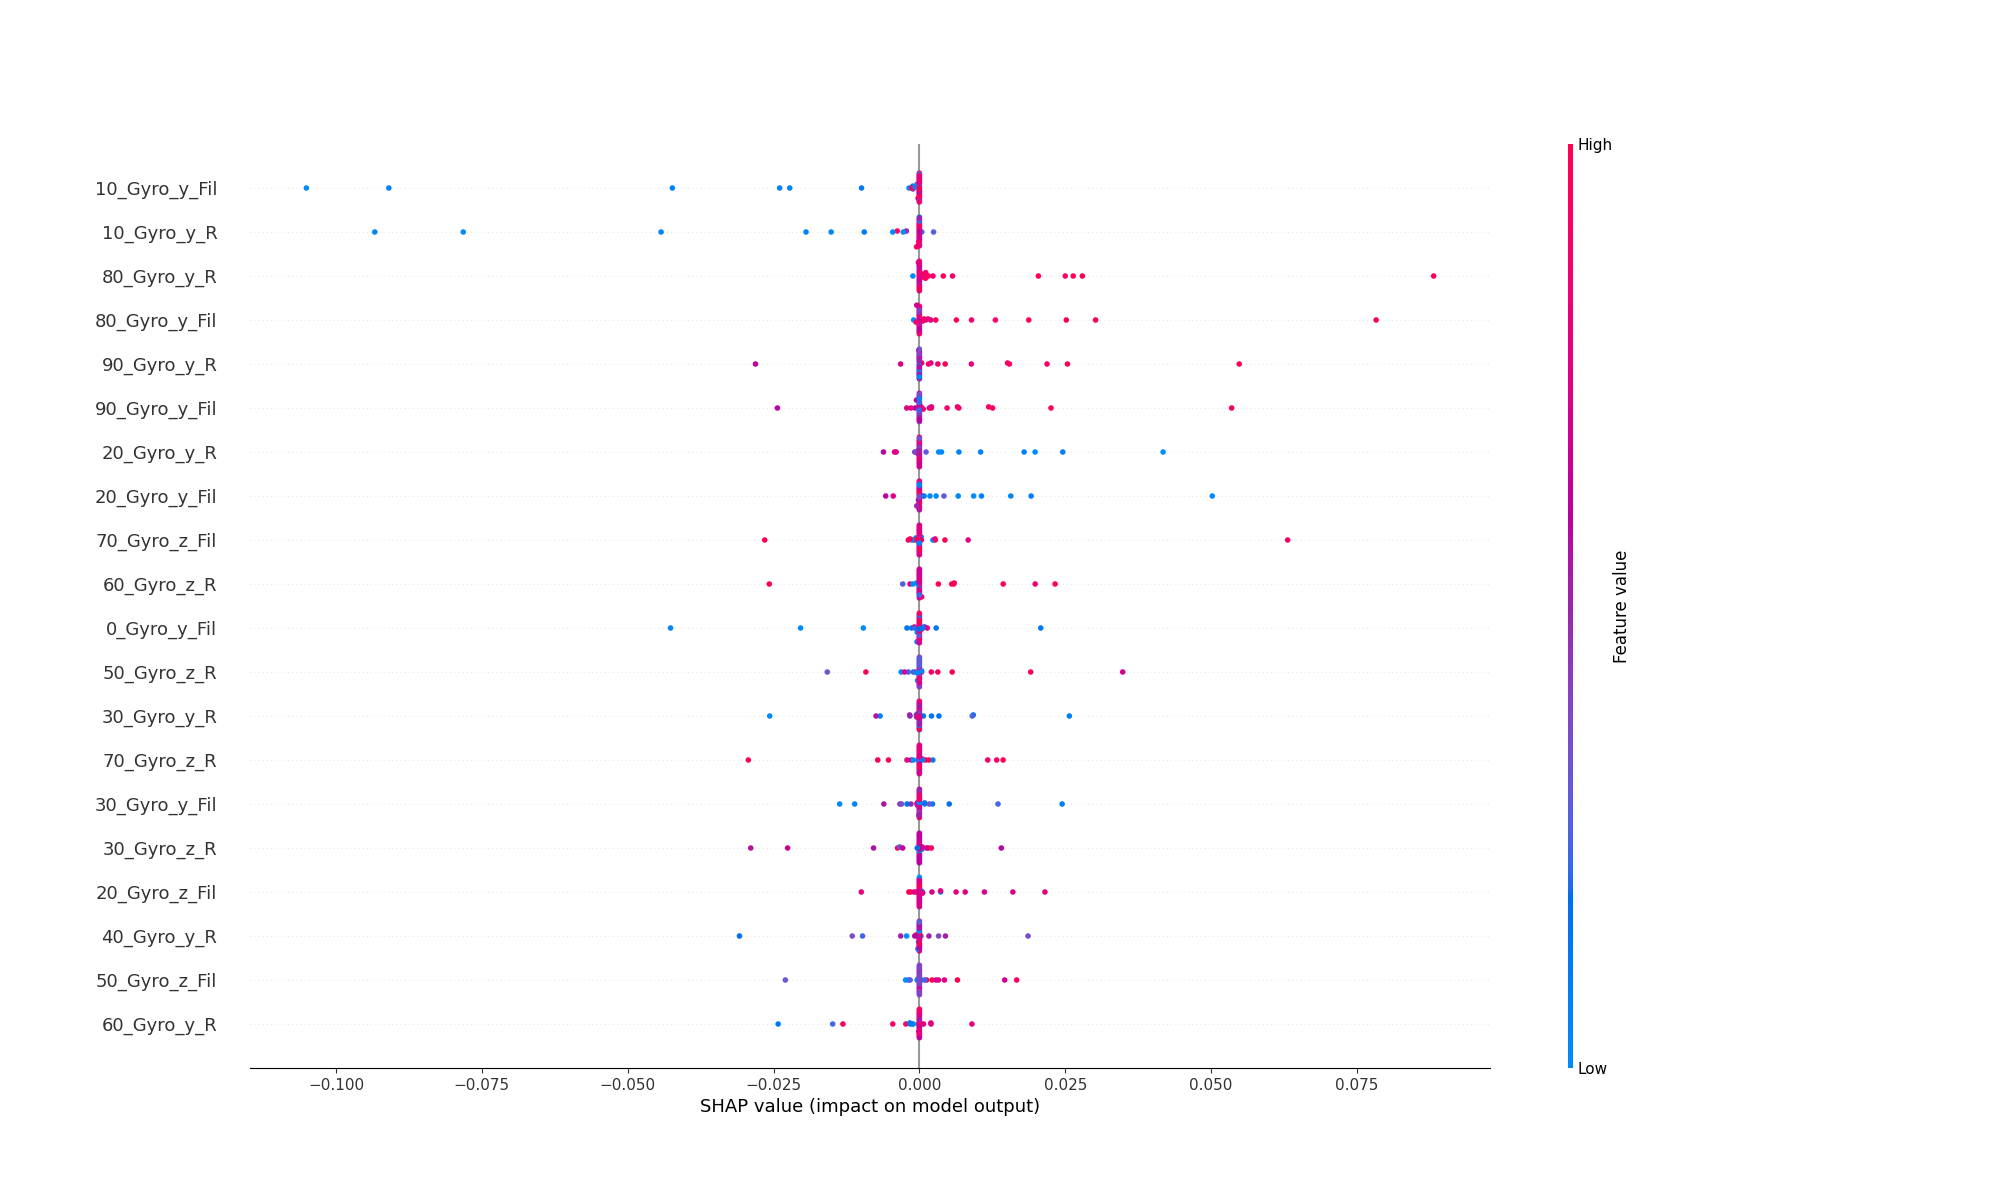 High
10_Gyro_y_Fil
10_Gyro_y_R
80_Gyro_y_R
80_Gyro_y_Fil
90_Gyro_y_R
90_Gyro_y_Fil
20_Gyro_y_R
20_Gyro_y_Fil
70_Gyro_z_Fil
60_Gyro_z_R
0_Gyro_y_Fil
50_Gyro_z_R
30_Gyro_y_R
70_Gyro_z_R
30_Gyro_y_Fil
30_Gyro_z_R
20_Gyro_z_Fil
40_Gyro_y_R
50_Gyro_z_Fil
60_Gyro_y_R
Feature value
Low
−0.100 −0.075 −0.050 −0.025 0.000 0.025 0.050 0.075
SHAP value (impact on model output)